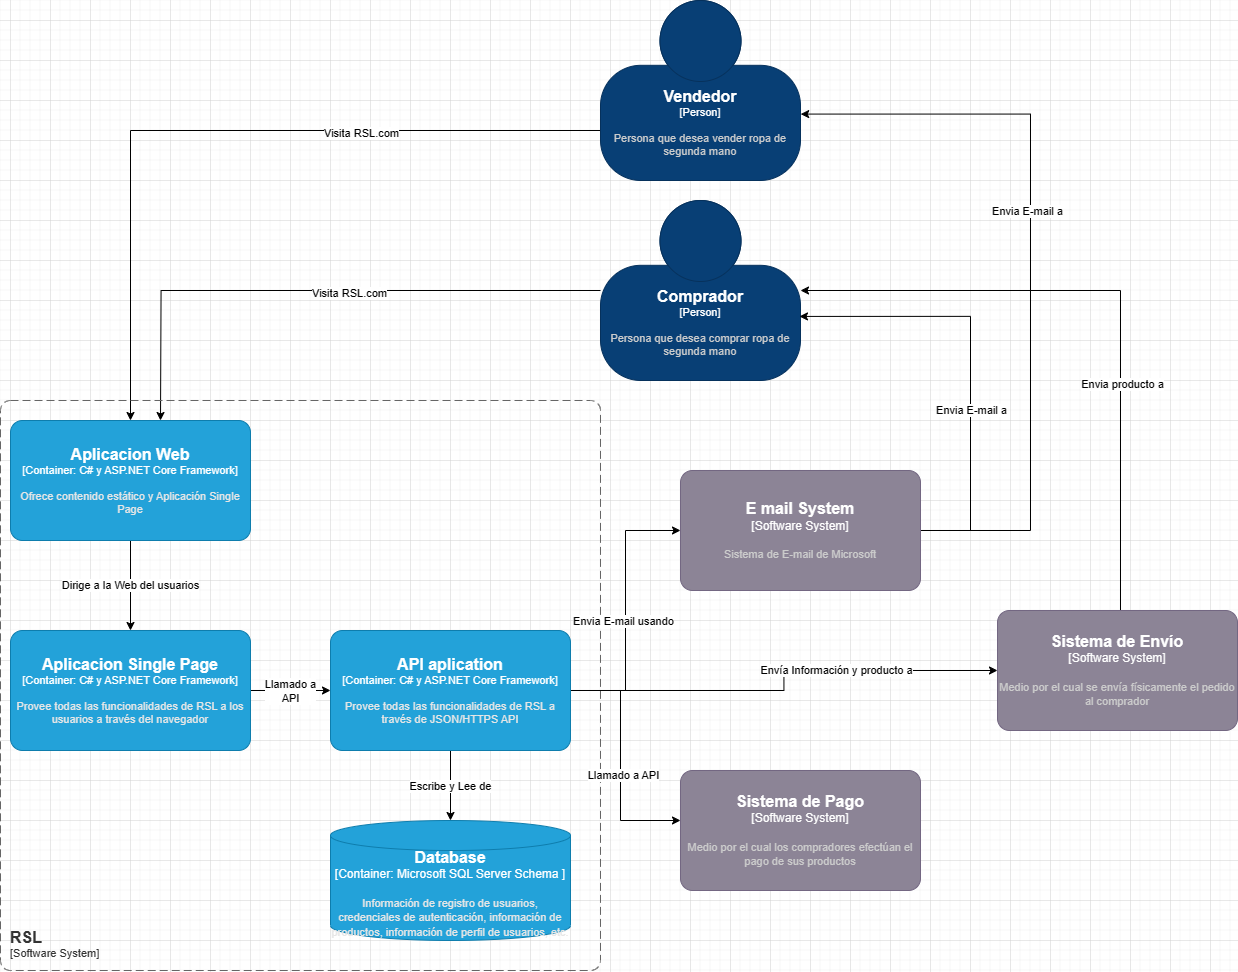 Vendedor
[Person]
Persona que desea vender ropa de
segunda mano
Visita RSL.com
Envia E-mail a
Comprador
[Person]
Persona que desea comprar ropa de
segunda mano
Visita RSL.com
Envia producto a
Envia E-mail a
Aplicacion Web
[Container: C# y ASP.NET Core Framework]
Ofrece contenido estático y Aplicación Single
Page
E mail System
[Software System]
Sistema de E-mail de Microsoft
Dirige a la Web del usuarios
Envia E-mail usando
Aplicacion Single Page
[Container: C# y ASP.NET Core Framework]
Provee todas las funcionalidades de RSL a los
usuarios a través del navegador
Llamado a
API
API aplication
[Container: C# y ASP.NET Core Framework]
Provee todas las funcionalidades de RSL a
través de JSON/HTTPS API
Envía Información y producto a
Sistema de Envío
[Software System]
Medio por el cual se envía físicamente el pedido
al comprador
Escribe y Lee de
Llamado a API
Sistema de Pago
[Software System]
Medio por el cual los compradores efectúan el
pago de sus productos
Database
[Container: Microsoft SQL Server Schema ]
Información de registro de usuarios,
credenciales de autenticación, información de
productos, información de perfil de usuarios, etc
RSL
[Software System]